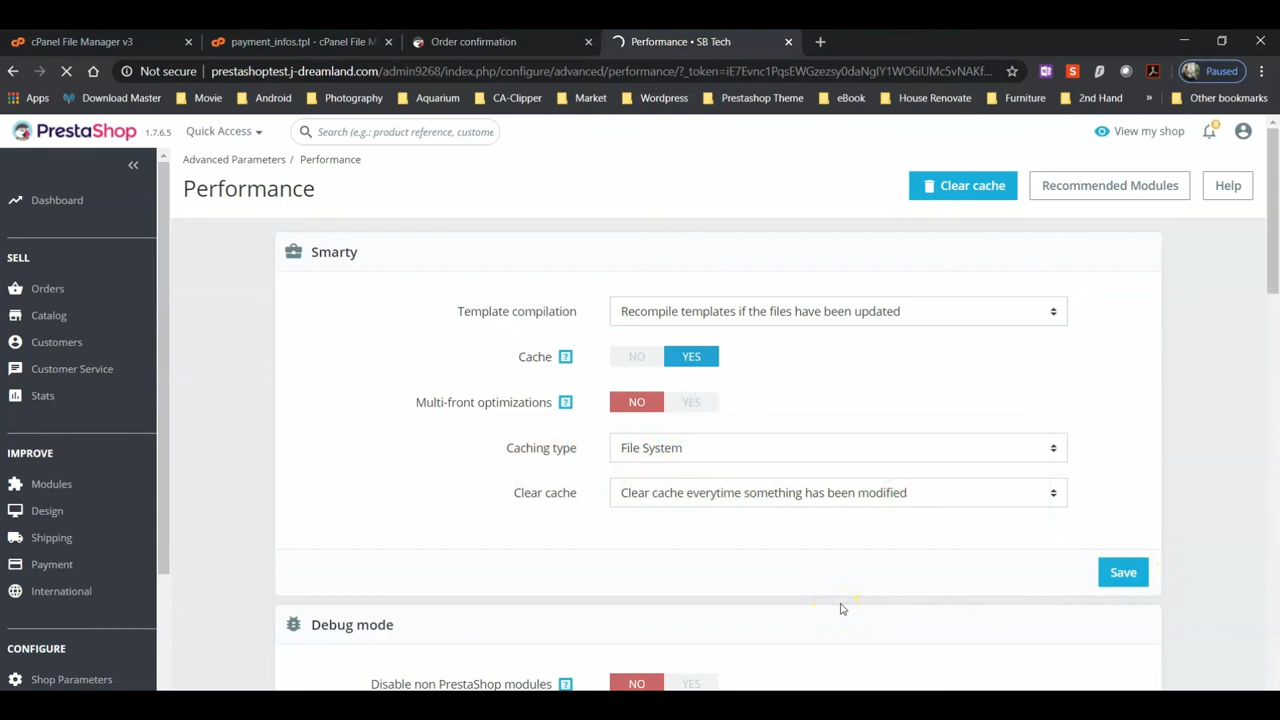 cPanel File Manager v3
payment_infos.tpl - cPanel File M
Order confirmation
Performance • SB Tech
Not secure
prestashoptest.j-dreamland.com/admin9268/index.php/configure/advanced/performance/?_token=iE7Evnc1PqsEWGzezsy0daNgIY1WO6iUMc5vNAKf...
Paused
Apps
Download Master
Movie
Android
Photography
Aquarium
CA-Clipper
Market
Wordpress
Prestashop Theme
eBook
House Renovate
Furniture
2nd Hand
»
Other bookmarks
PrestaShop
1.7.6.5
Quick Access
Search (e.g.: product reference, custome
View my shop
Advanced Parameters / Performance
Performance
Clear cache
Recommended Modules
Help
Dashboard
SELL
Orders
Catalog
Customers
Customer Service
Stats
IMPROVE
Modules
Design
Shipping
Payment
International
CONFIGURE
Shop Parameters
Smarty
Template compilation
Recompile templates if the files have been updated
Cache ?
NO YES
Multi-front optimizations ?
NO YES
Caching type
File System
Clear cache
Clear cache everytime something has been modified
Save
Debug mode
Disable non PrestaShop modules ?
NO YES